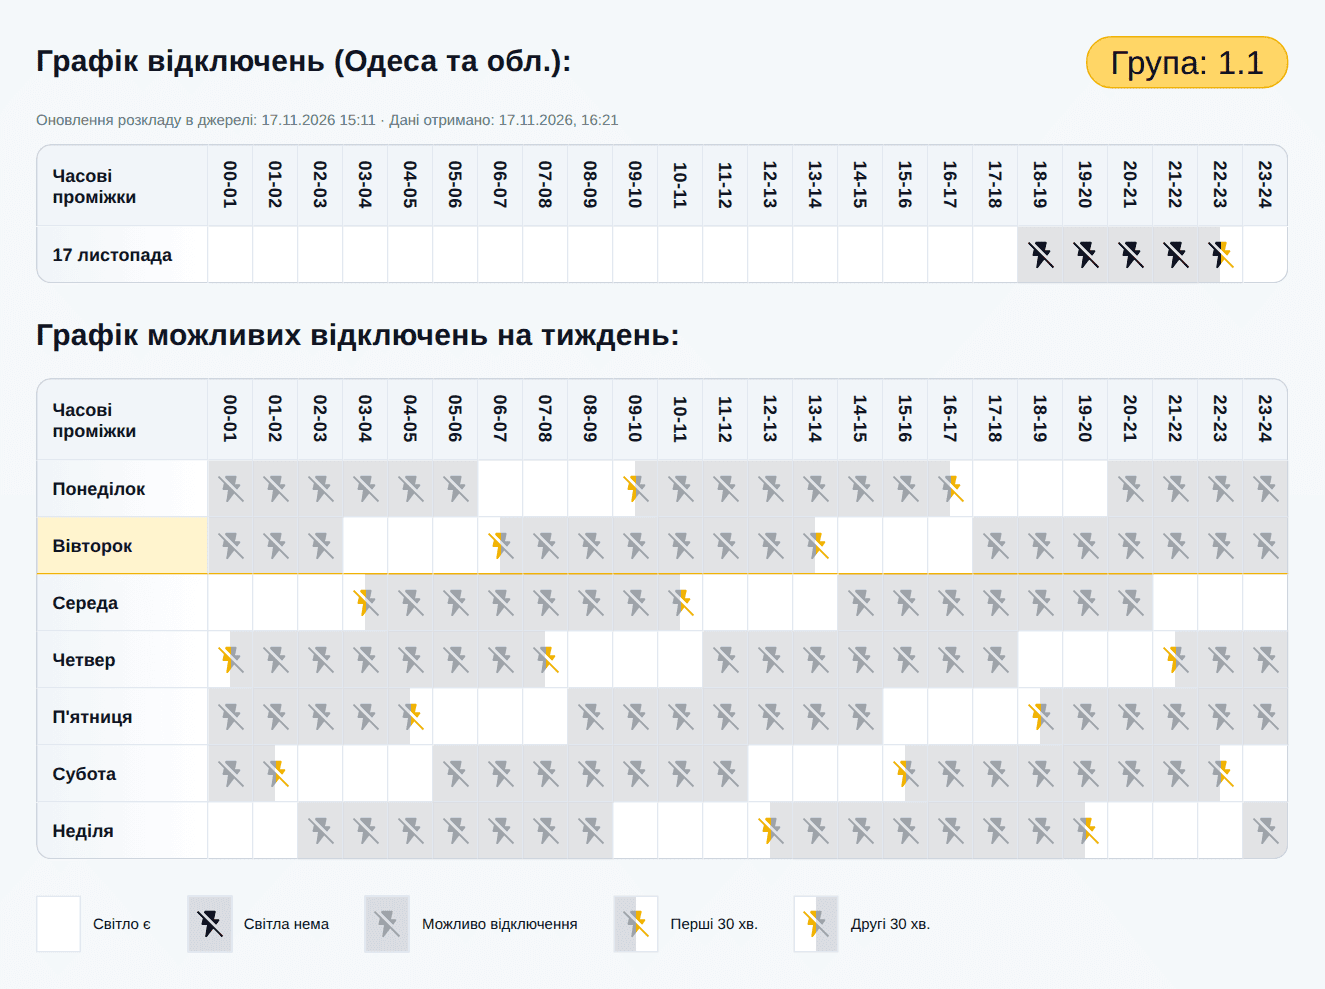 Графік відключень (Одеса та обл.):
Група: 1.1
Оновлення розкладу в джерелі: 17.11.2026 15:11 · Дані отримано: 17.11.2026, 16:21
Часові проміжки 00-01 01-02 02-03 03-04 04-05 05-06 06-07 07-08 08-09 09-10 10-11 11-12 12-13 13-14 14-15 15-16 16-17 17-18 18-19 19-20 20-21 21-22 22-23 23-24
17 листопада
Графік можливих відключень на тиждень:
Часові проміжки 00-01 01-02 02-03 03-04 04-05 05-06 06-07 07-08 08-09 09-10 10-11 11-12 12-13 13-14 14-15 15-16 16-17 17-18 18-19 19-20 20-21 21-22 22-23 23-24
Понеділок
Вівторок
Середа
Четвер
П'ятниця
Субота
Неділя
Світло є Світла нема Можливо відключення Перші 30 хв. Другі 30 хв.